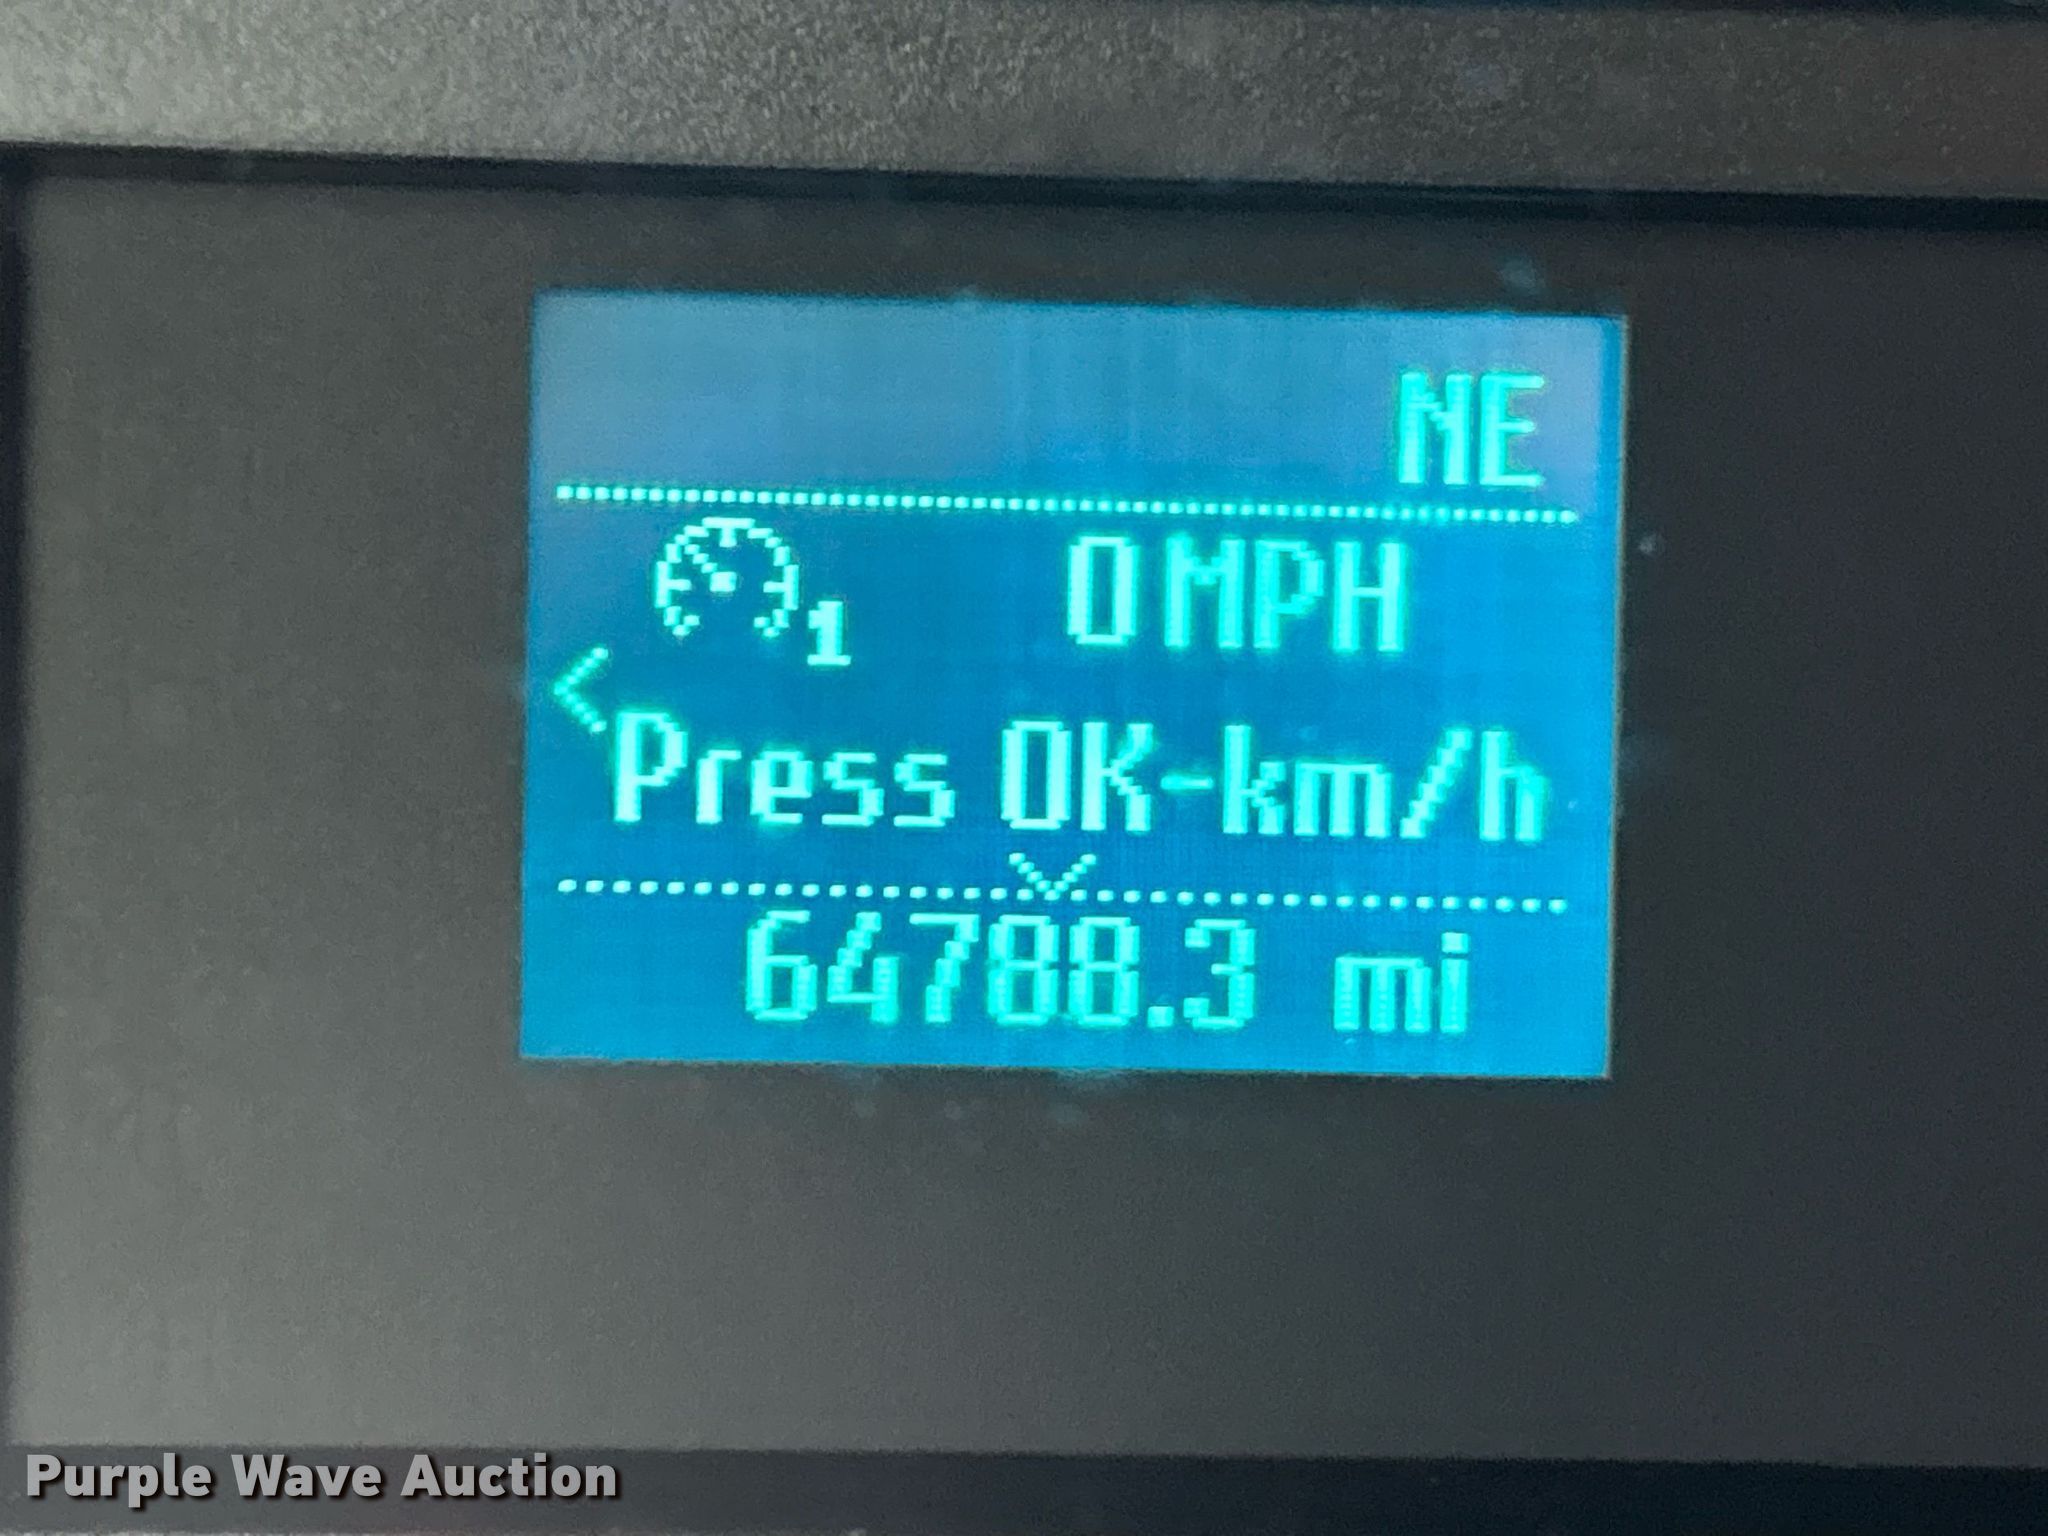 NE
1 0 MPH
Press OK-km/h
64788.3 mi
Purple Wave Auction